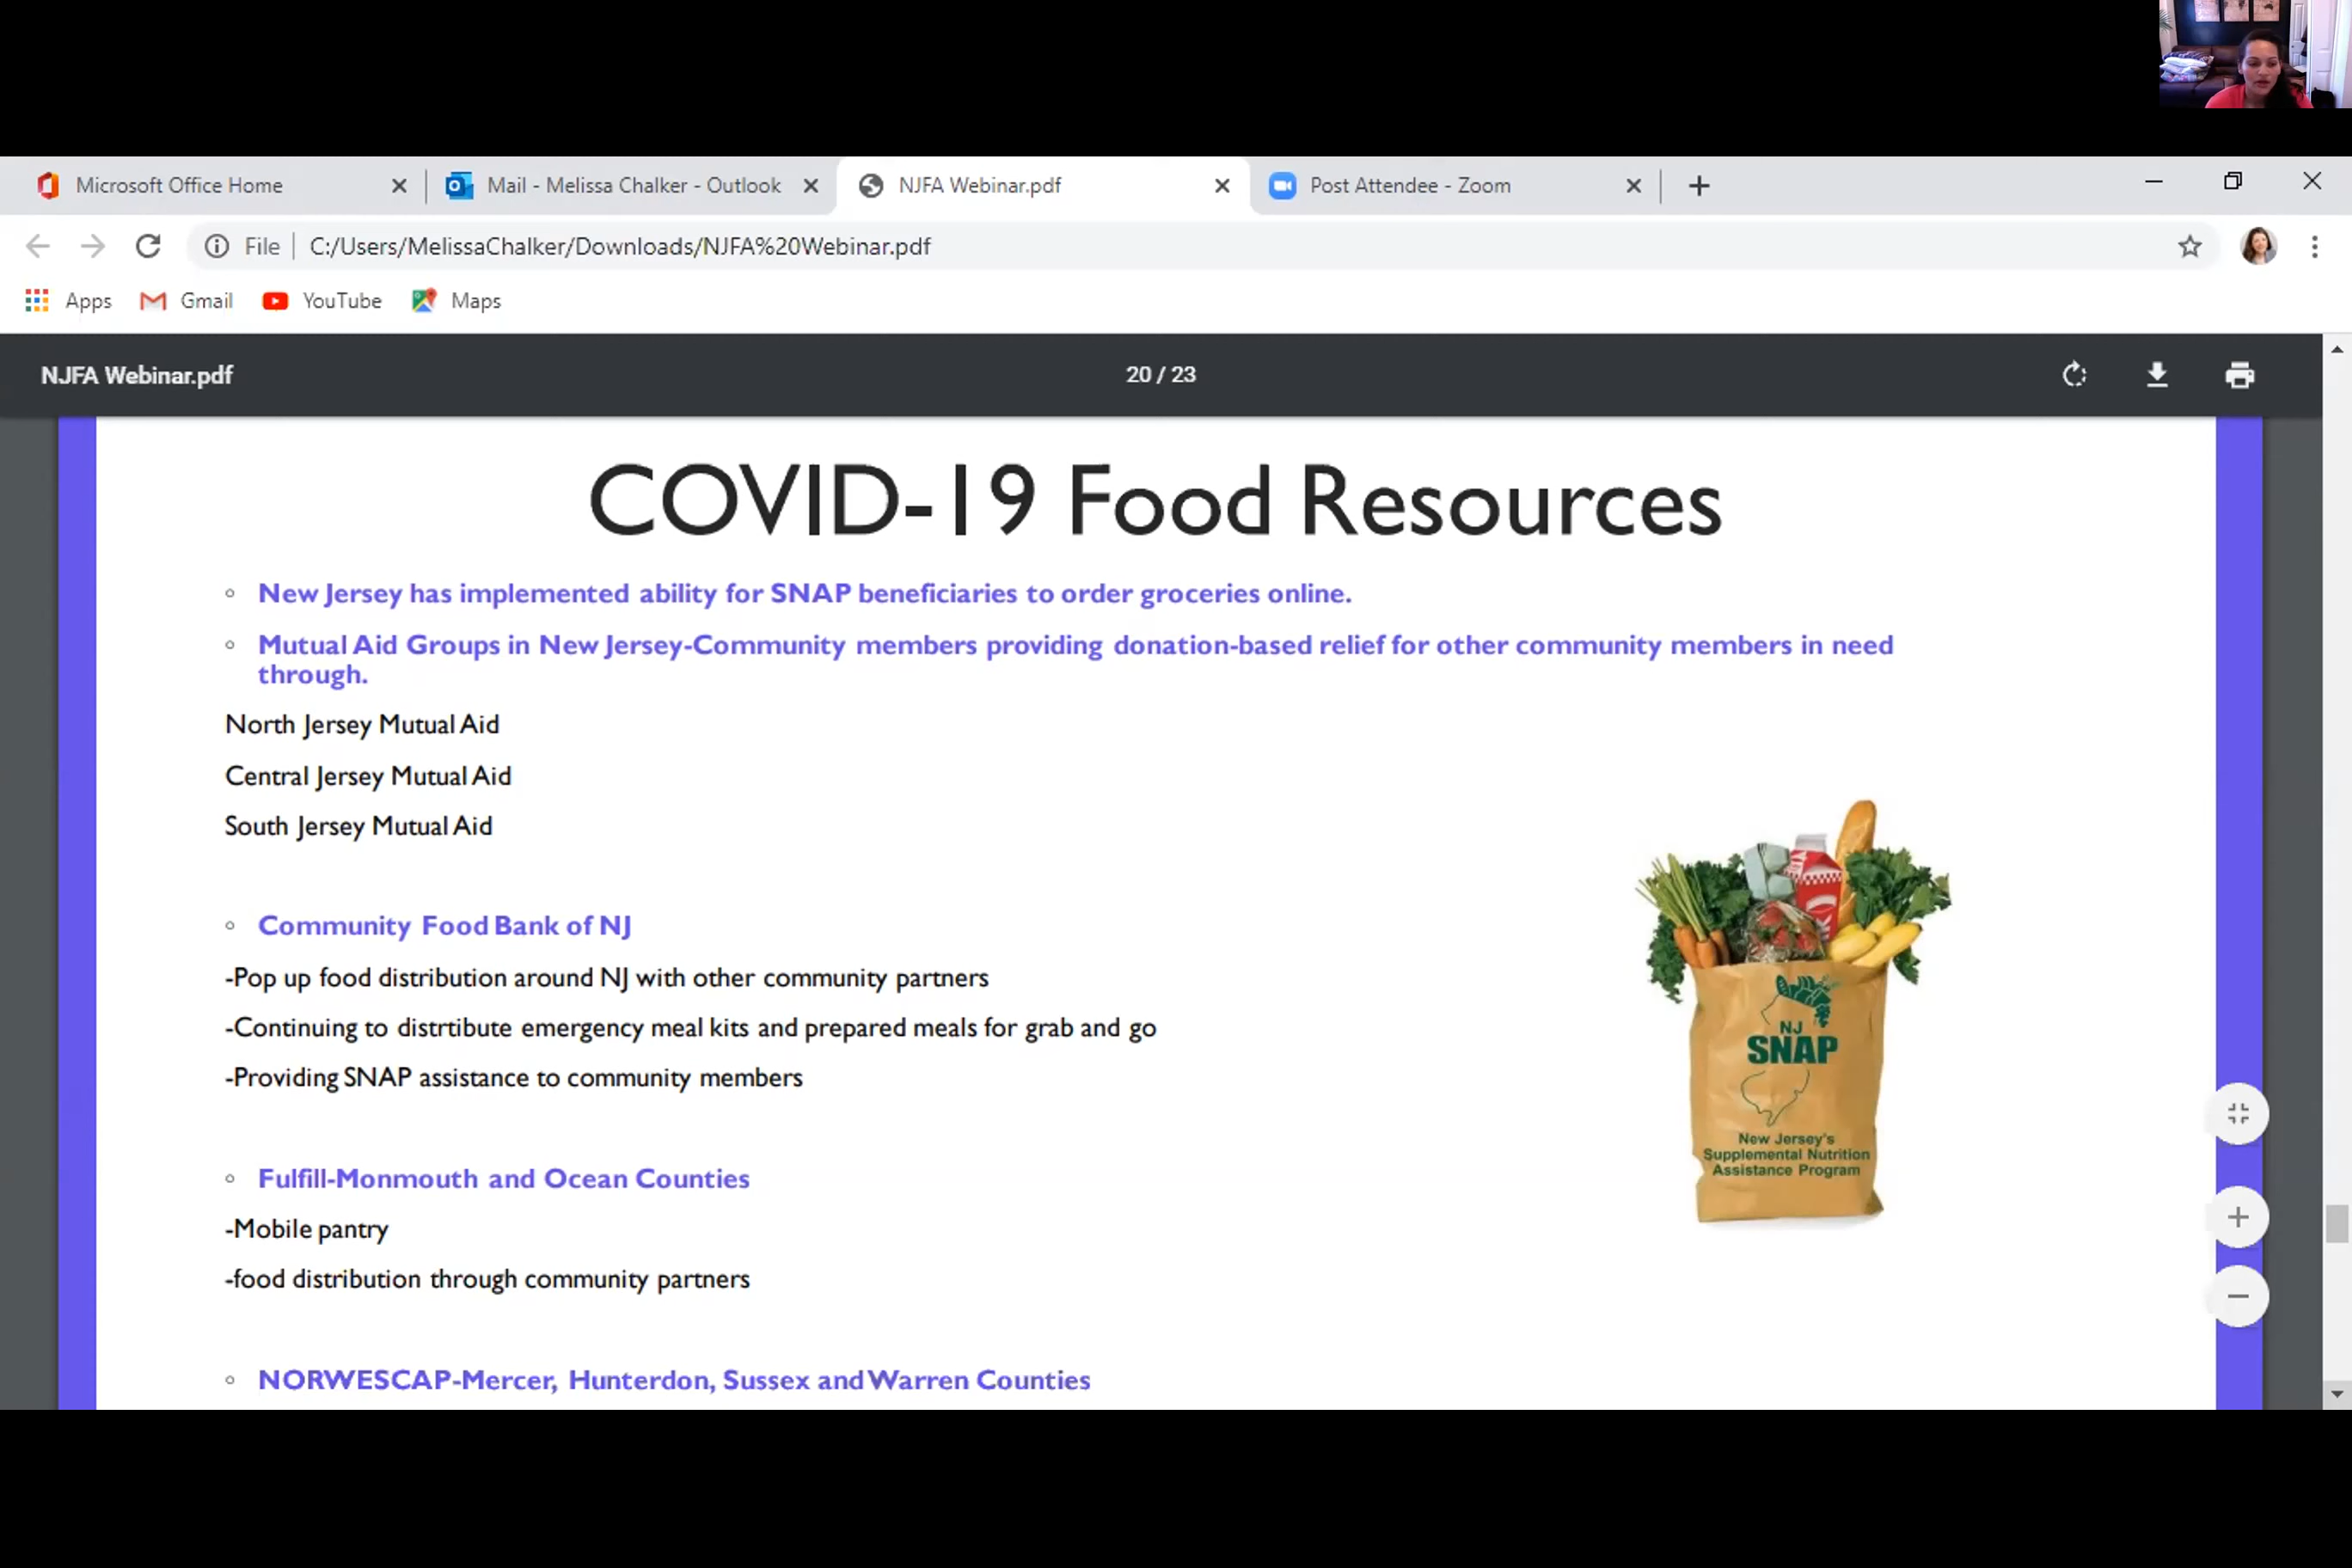 Microsoft Office Home
Mail - Melissa Chalker - Outlook
NJFA Webinar.pdf
Post Attendee - Zoom
File
C:/Users/MelissaChalker/Downloads/NJFA%20Webinar.pdf
Apps
Gmail
YouTube
Maps
NJFA Webinar.pdf
20 / 23
COVID-19 Food Resources
New Jersey has implemented ability for SNAP beneficiaries to order groceries online.
Mutual Aid Groups in New Jersey-Community members providing donation-based relief for other community members in need
through.
North Jersey Mutual Aid
Central Jersey Mutual Aid
South Jersey Mutual Aid
Community Food Bank of NJ
-Pop up food distribution around NJ with other community partners
-Continuing to distrtibute emergency meal kits and prepared meals for grab and go
-Providing SNAP assistance to community members
Fulfill-Monmouth and Ocean Counties
-Mobile pantry
-food distribution through community partners
NORWESCAP-Mercer, Hunterdon, Sussex and Warren Counties
NJ
SNAP
New Jersey's
Supplemental Nutrition
Assistance Program